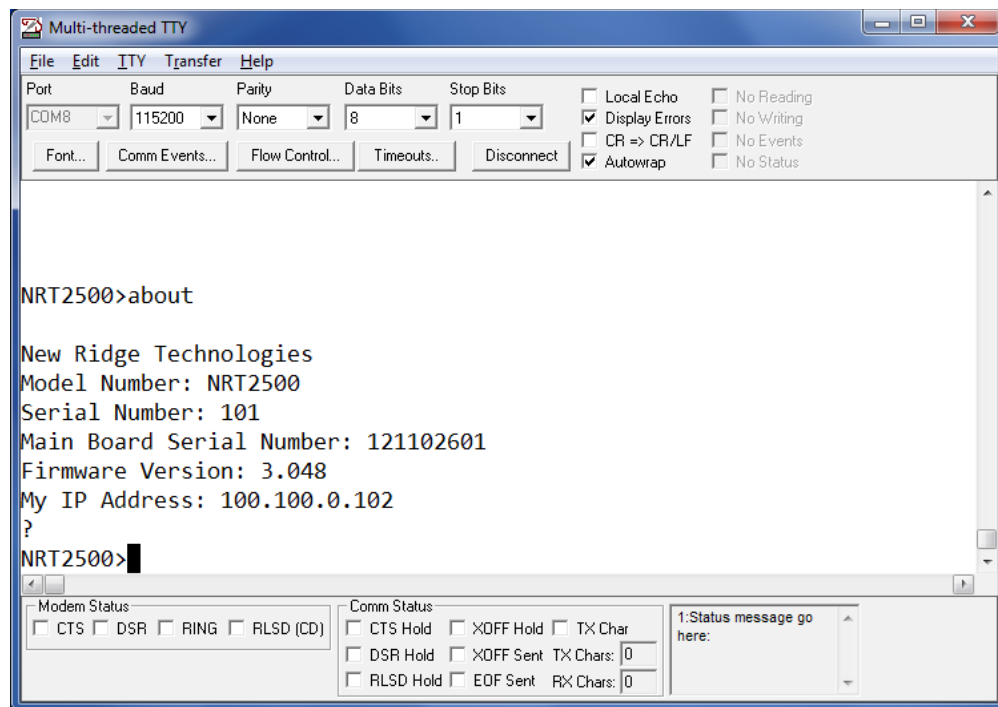 Multi-threaded TTY
File Edit TTY Transfer Help
Port Baud Parity Data Bits Stop Bits
COM8 115200 None 8 1
Local Echo No Reading
Display Errors No Writing
CR => CR/LF No Events
Autowrap No Status
Font... Comm Events... Flow Control... Timeouts.. Disconnect
NRT2500>about
New Ridge Technologies
Model Number: NRT2500
Serial Number: 101
Main Board Serial Number: 121102601
Firmware Version: 3.048
My IP Address: 100.100.0.102
?
NRT2500>
Modem Status
CTS DSR RING RLSD (CD)
Comm Status
CTS Hold XOFF Hold TX Char
DSR Hold XOFF Sent TX Chars: 0
RLSD Hold EOF Sent RX Chars: 0
1:Status message go
here: